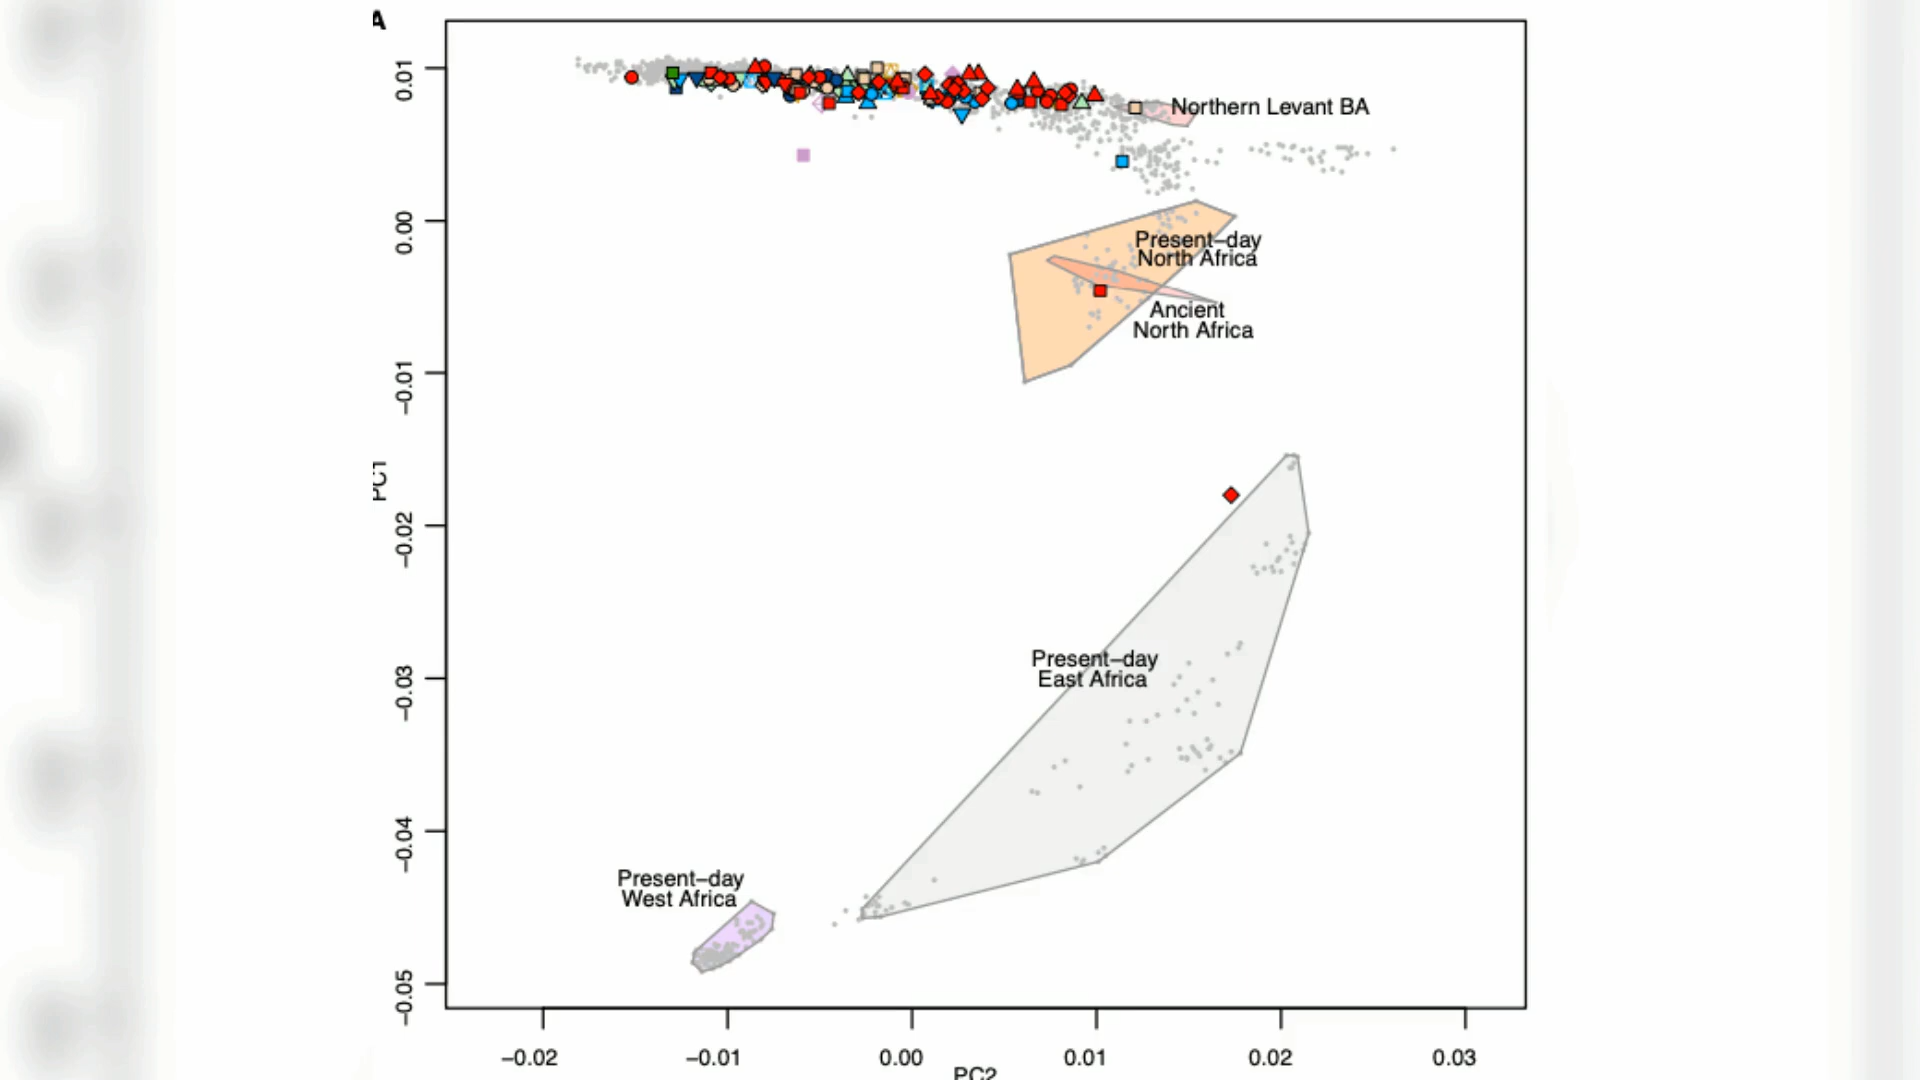 A
Northern Levant BA
Present–day
North Africa
Ancient
North Africa
Present–day
East Africa
Present–day
West Africa
PC1
0.01
0.00
−0.01
−0.02
−0.03
−0.04
−0.05
−0.02
−0.01
0.00
0.01
0.02
0.03
PC2